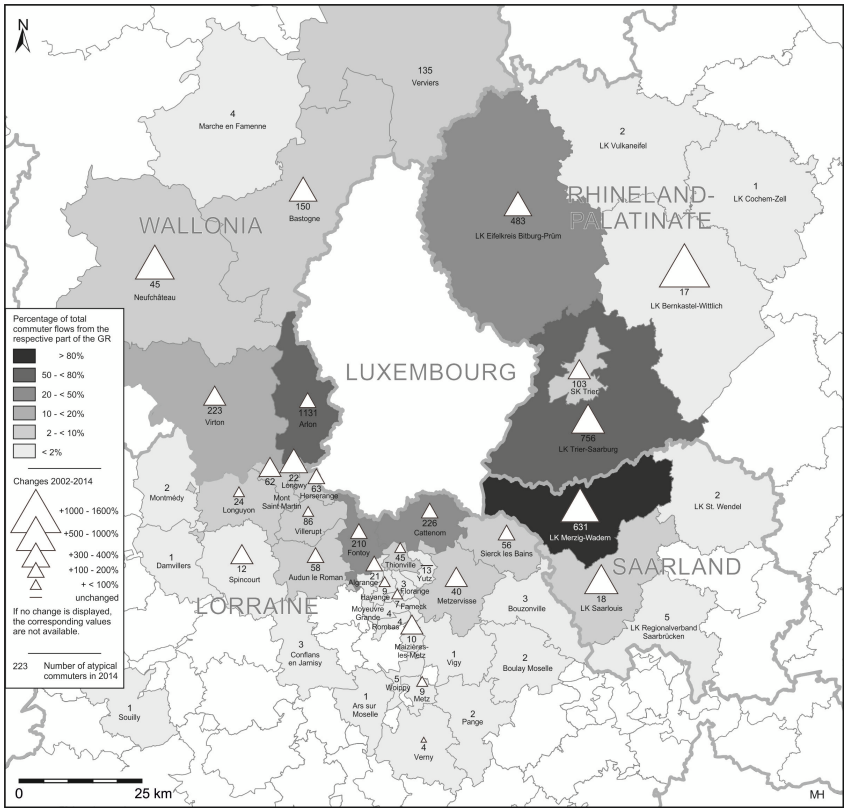 N
135
Verviers
4
Marche en Famenne
2
LK Vulkaneifel
1
LK Cochem-Zell
RHINELAND-
PALATINATE
150
Bastogne
WALLONIA
483
LK Eifelkreis Bitburg-Prüm
45
Neufchâteau
17
LK Bernkastel-Wittlich
Percentage of total
commuter flows from the
respective part of the GR
> 80%
50 - < 80%
20 - < 50%
10 - < 20%
2 - < 10%
< 2%
Changes 2002-2014
+1000 - 1600%
+500 - 1000%
+300 - 400%
+100 - 200%
+ < 100%
unchanged
If no change is displayed,
the corresponding values
are not available.
223 Number of atypical
commuters in 2014
LUXEMBOURG
103
SK Trier
223
Virton
1131
Arlon
756
LK Trier-Saarburg
2
Montmédy
24
Longuyon
62
Mont
Saint Martin
22
Longwy
63
Herserange
86
Villerupt
2
LK St. Wendel
631
LK Merzig-Wadern
226
Cattenom
210
Fontoy
56
Sierck les Bains
1
Damvillers
12
Spincourt
58
Audun le Roman
45
Thionville
13
Yutz
21
Algrange
9
Hayange
3
Florange
7
Fameck
40
Metzervisse
SAARLAND
18
LK Saarlouis
LORRAINE
Moyeuvre
Grande
4
Rombas
4
3
Bouzonville
5
LK Regionalverband
Saarbrücken
10
Maizières-
les-Metz
3
Conflans
en Jarnisy
1
Vigy
2
Boulay Moselle
5
Woippy
9
Metz
1
Ars sur
Moselle
1
Souilly
2
Pange
4
Verny
0 25 km
MH